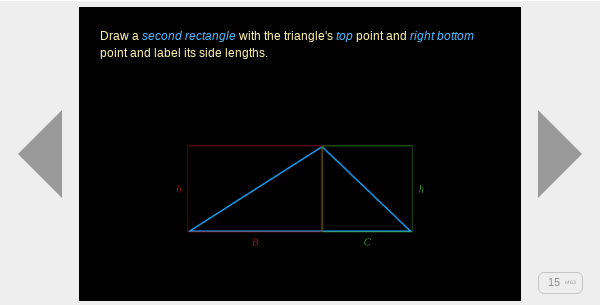 Draw a second rectangle with the triangle's top point and right bottom
point and label its side lengths.
h h
B C
15